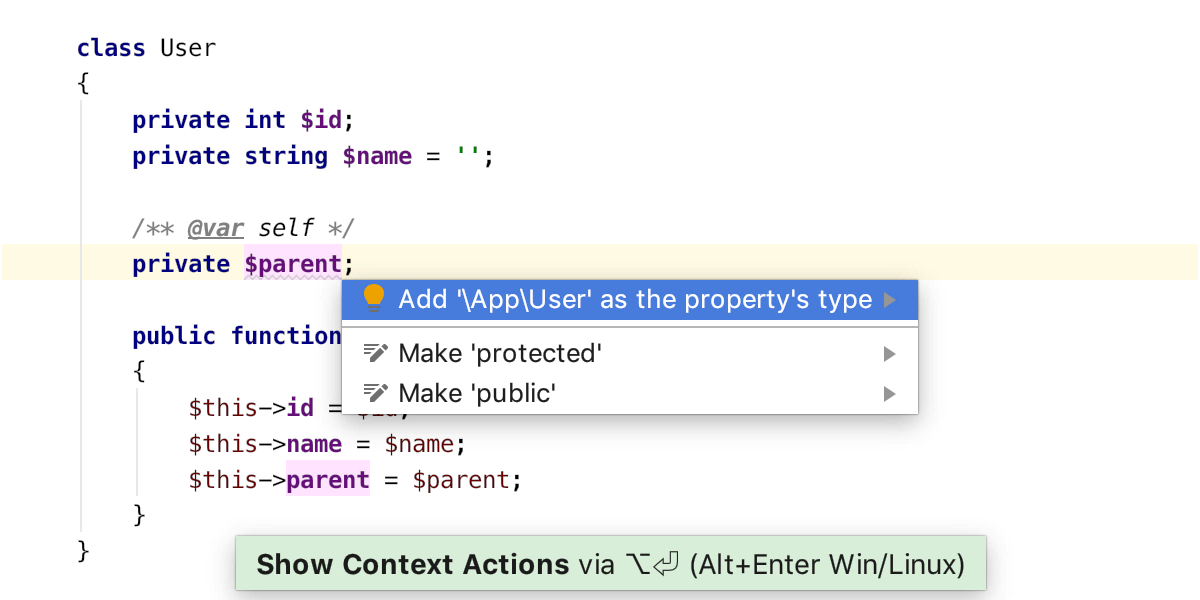 class User
{
private int $id;
private string $name = '';
/** @var self */
private $parent;
Add '\App\User' as the property's type
public function
Make 'protected'
{
Make 'public'
$this->id = $id;
$this->name = $name;
$this->parent = $parent;
}
}
Show Context Actions via ⌥⏎ (Alt+Enter Win/Linux)